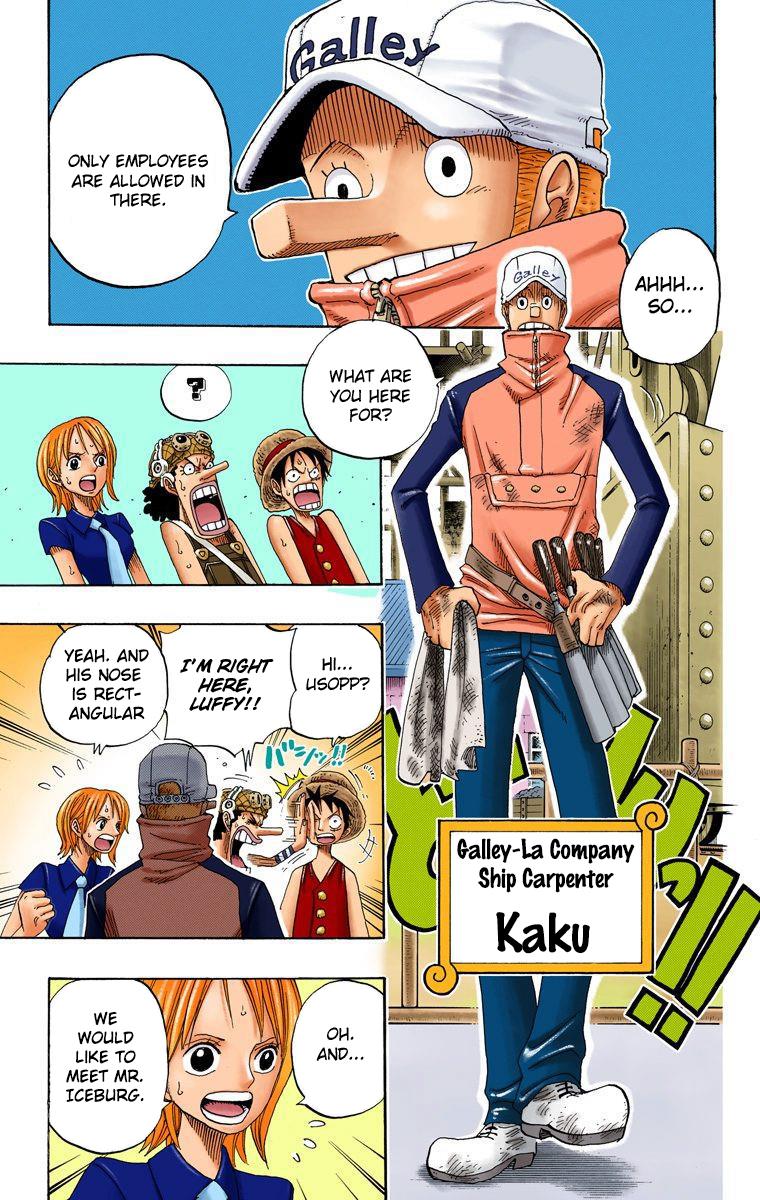 Galley
ONLY EMPLOYEES
ARE ALLOWED IN
THERE.
AHHH...
SO...
Galley
WHAT ARE
YOU HERE
FOR?
Galley-La Company
Ship Carpenter
Kaku
?
HI...
USOPP?
I'M RIGHT
HERE,
LUFFY!!
YEAH. AND
HIS NOSE
IS RECT-
ANGULAR
バシッ!!
OH.
AND...
WE
WOULD
LIKE TO
MEET MR.
ICEBURG.